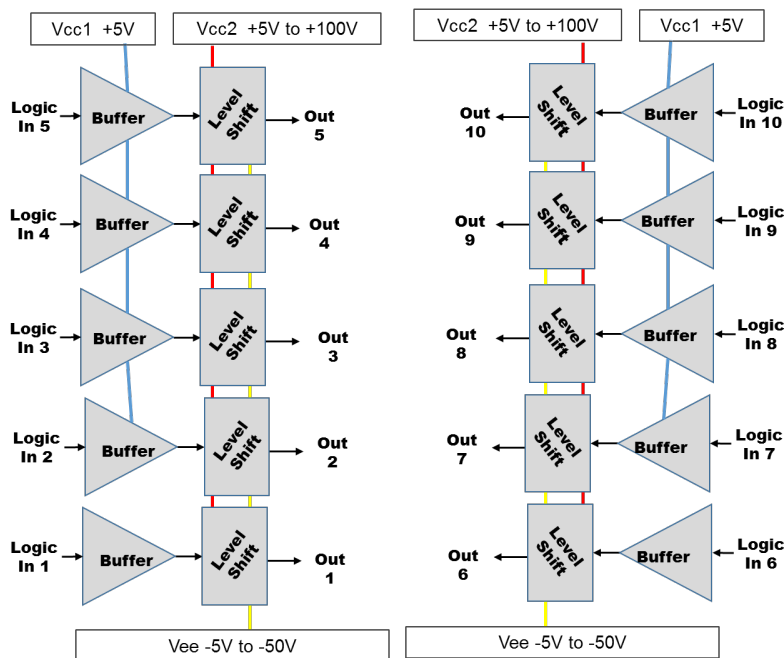 Vcc1 +5V
Vcc2 +5V to +100V
Logic
In 5
Buffer
Level
Shift
Out
5
Logic
In 4
Buffer
Level
Shift
Out
4
Logic
In 3
Buffer
Level
Shift
Out
3
Logic
In 2
Buffer
Level
Shift
Out
2
Logic
In 1
Buffer
Level
Shift
Out
1
Vee -5V to -50V
Vcc2 +5V to +100V
Vcc1 +5V
Out
10
Level
Shift
Buffer
Logic
In 10
Out
9
Level
Shift
Buffer
Logic
In 9
Out
8
Level
Shift
Buffer
Logic
In 8
Out
7
Level
Shift
Buffer
Logic
In 7
Out
6
Level
Shift
Buffer
Logic
In 6
Vee -5V to -50V